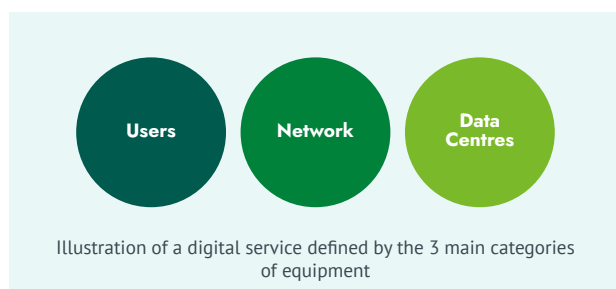 Users
Network
Data
Centres
Illustration of a digital service defined by the 3 main categories
of equipment